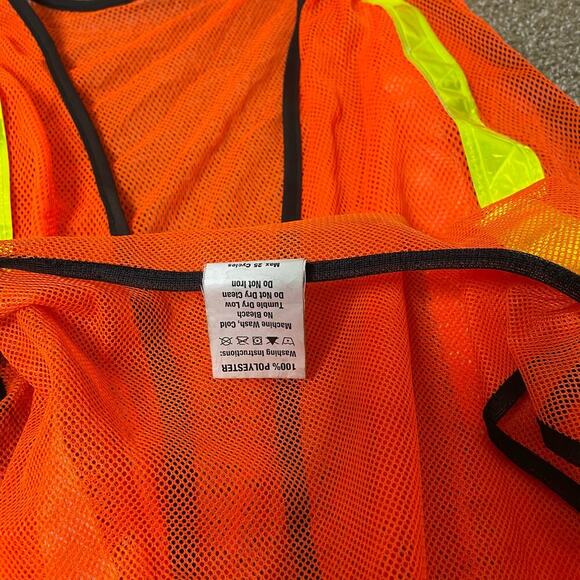 100% POLYESTER
Washing Instructions:
Machine Wash, Cold
No Bleach
Tumble Dry Low
Do Not Dry Clean
Do Not Iron
Max 25 Cycles